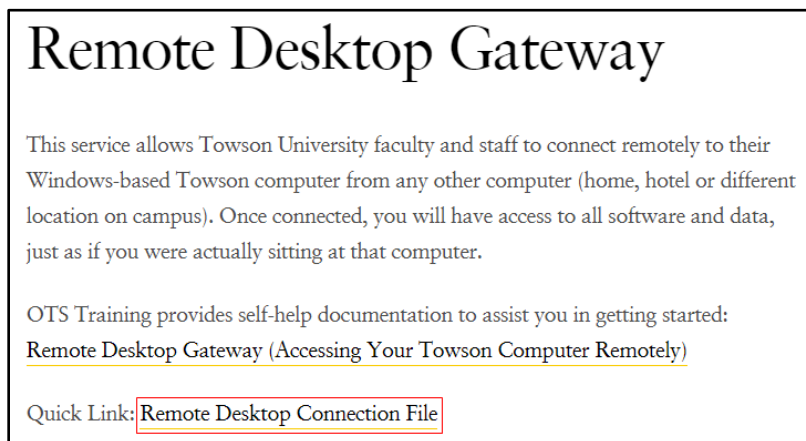 Remote Desktop Gateway
This service allows Towson University faculty and staff to connect remotely to their
Windows-based Towson computer from any other computer (home, hotel or different
location on campus). Once connected, you will have access to all software and data,
just as if you were actually sitting at that computer.
OTS Training provides self-help documentation to assist you in getting started:
Remote Desktop Gateway (Accessing Your Towson Computer Remotely)
Quick Link: Remote Desktop Connection File